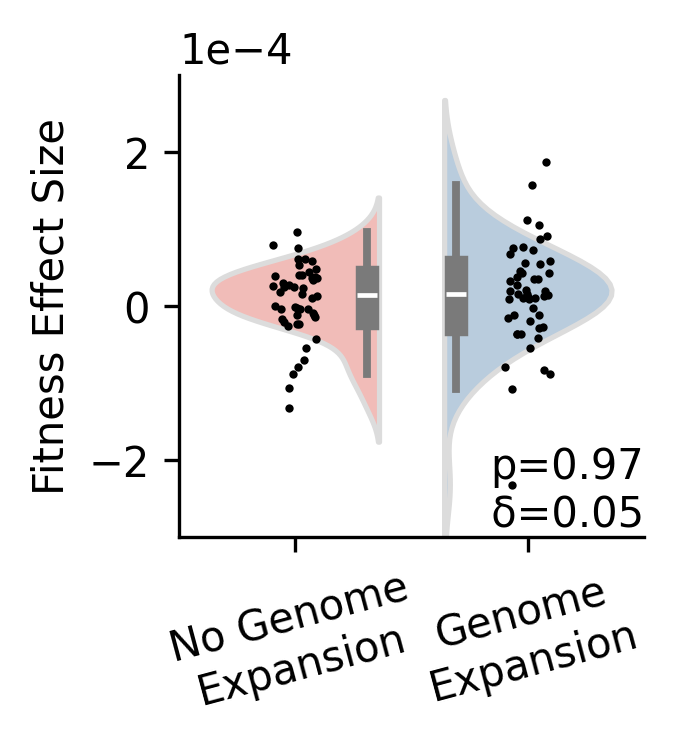 1e−4
Fitness Effect Size
2
0
−2
p=0.97
δ=0.05
No Genome
Expansion
Genome
Expansion